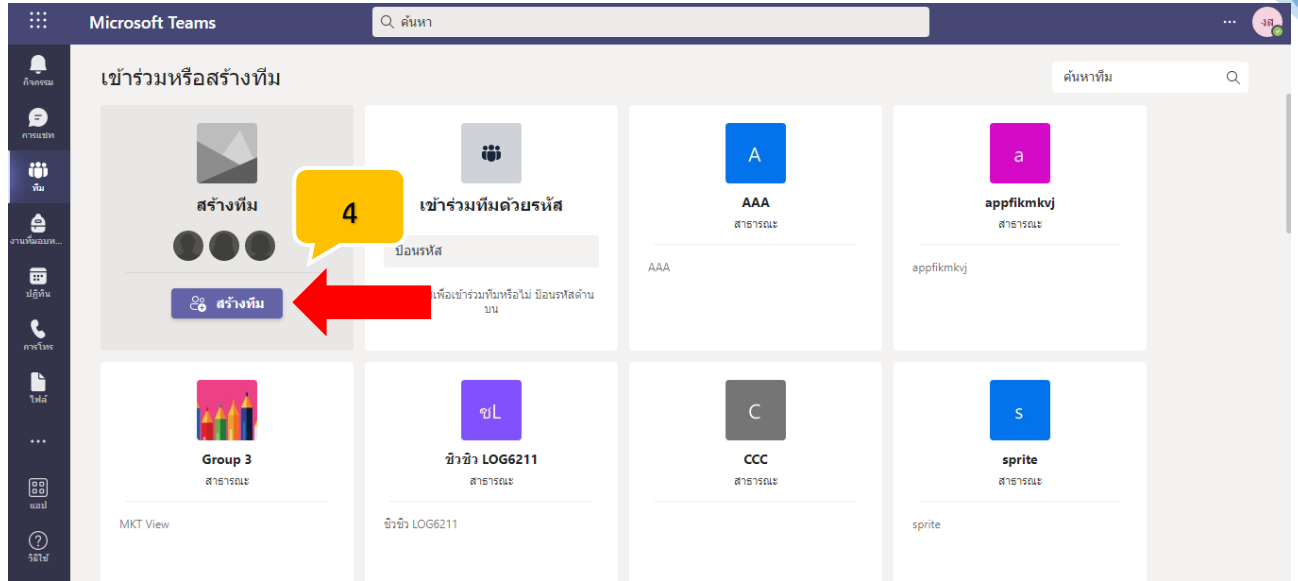 Microsoft Teams
ค้นหา
...
งส
กิจกรรม
การแชท
ทีม
งานที่มอบห...
ปฏิทิน
การโทร
ไฟล์
...
แอป
วิธีใช้
เข้าร่วมหรือสร้างทีม
ค้นหาทีม
สร้างทีม
สร้างทีม
4
เข้าร่วมทีมด้วยรหัส
ป้อนรหัส
เพื่อเข้าร่วมทีมหรือไม่ ป้อนรหัสด้าน
บน
A
AAA
สาธารณะ
AAA
a
appfikmkvj
สาธารณะ
appfikmkvj
Group 3
สาธารณะ
MKT View
ชL
ชิวชิว LOG6211
สาธารณะ
ชิวชิว LOG6211
C
CCC
สาธารณะ
s
sprite
สาธารณะ
sprite